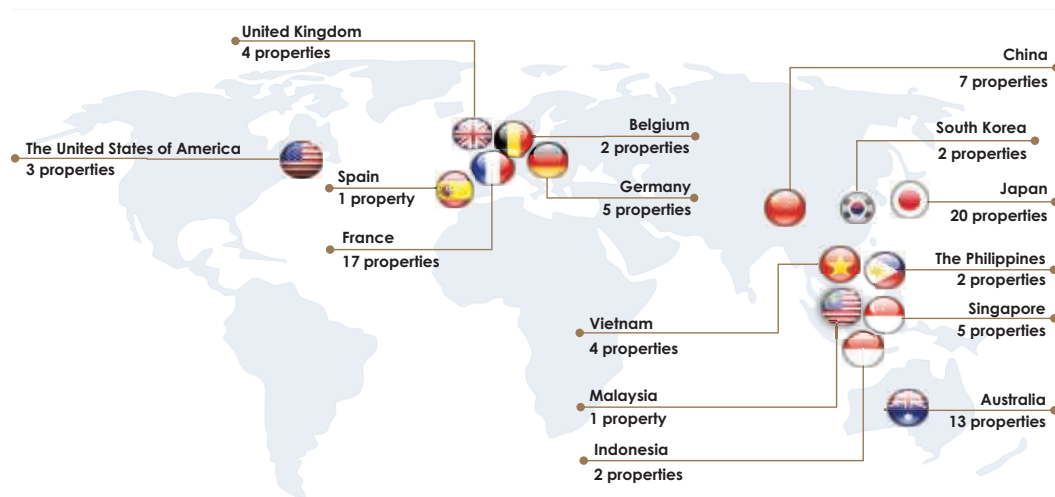 United Kingdom
4 properties
China
7 properties
Belgium
2 properties
South Korea
2 properties
The United States of America
3 properties
Spain
1 property
Germany
5 properties
Japan
20 properties
France
17 properties
The Philippines
2 properties
Singapore
5 properties
Vietnam
4 properties
Malaysia
1 property
Australia
13 properties
Indonesia
2 properties